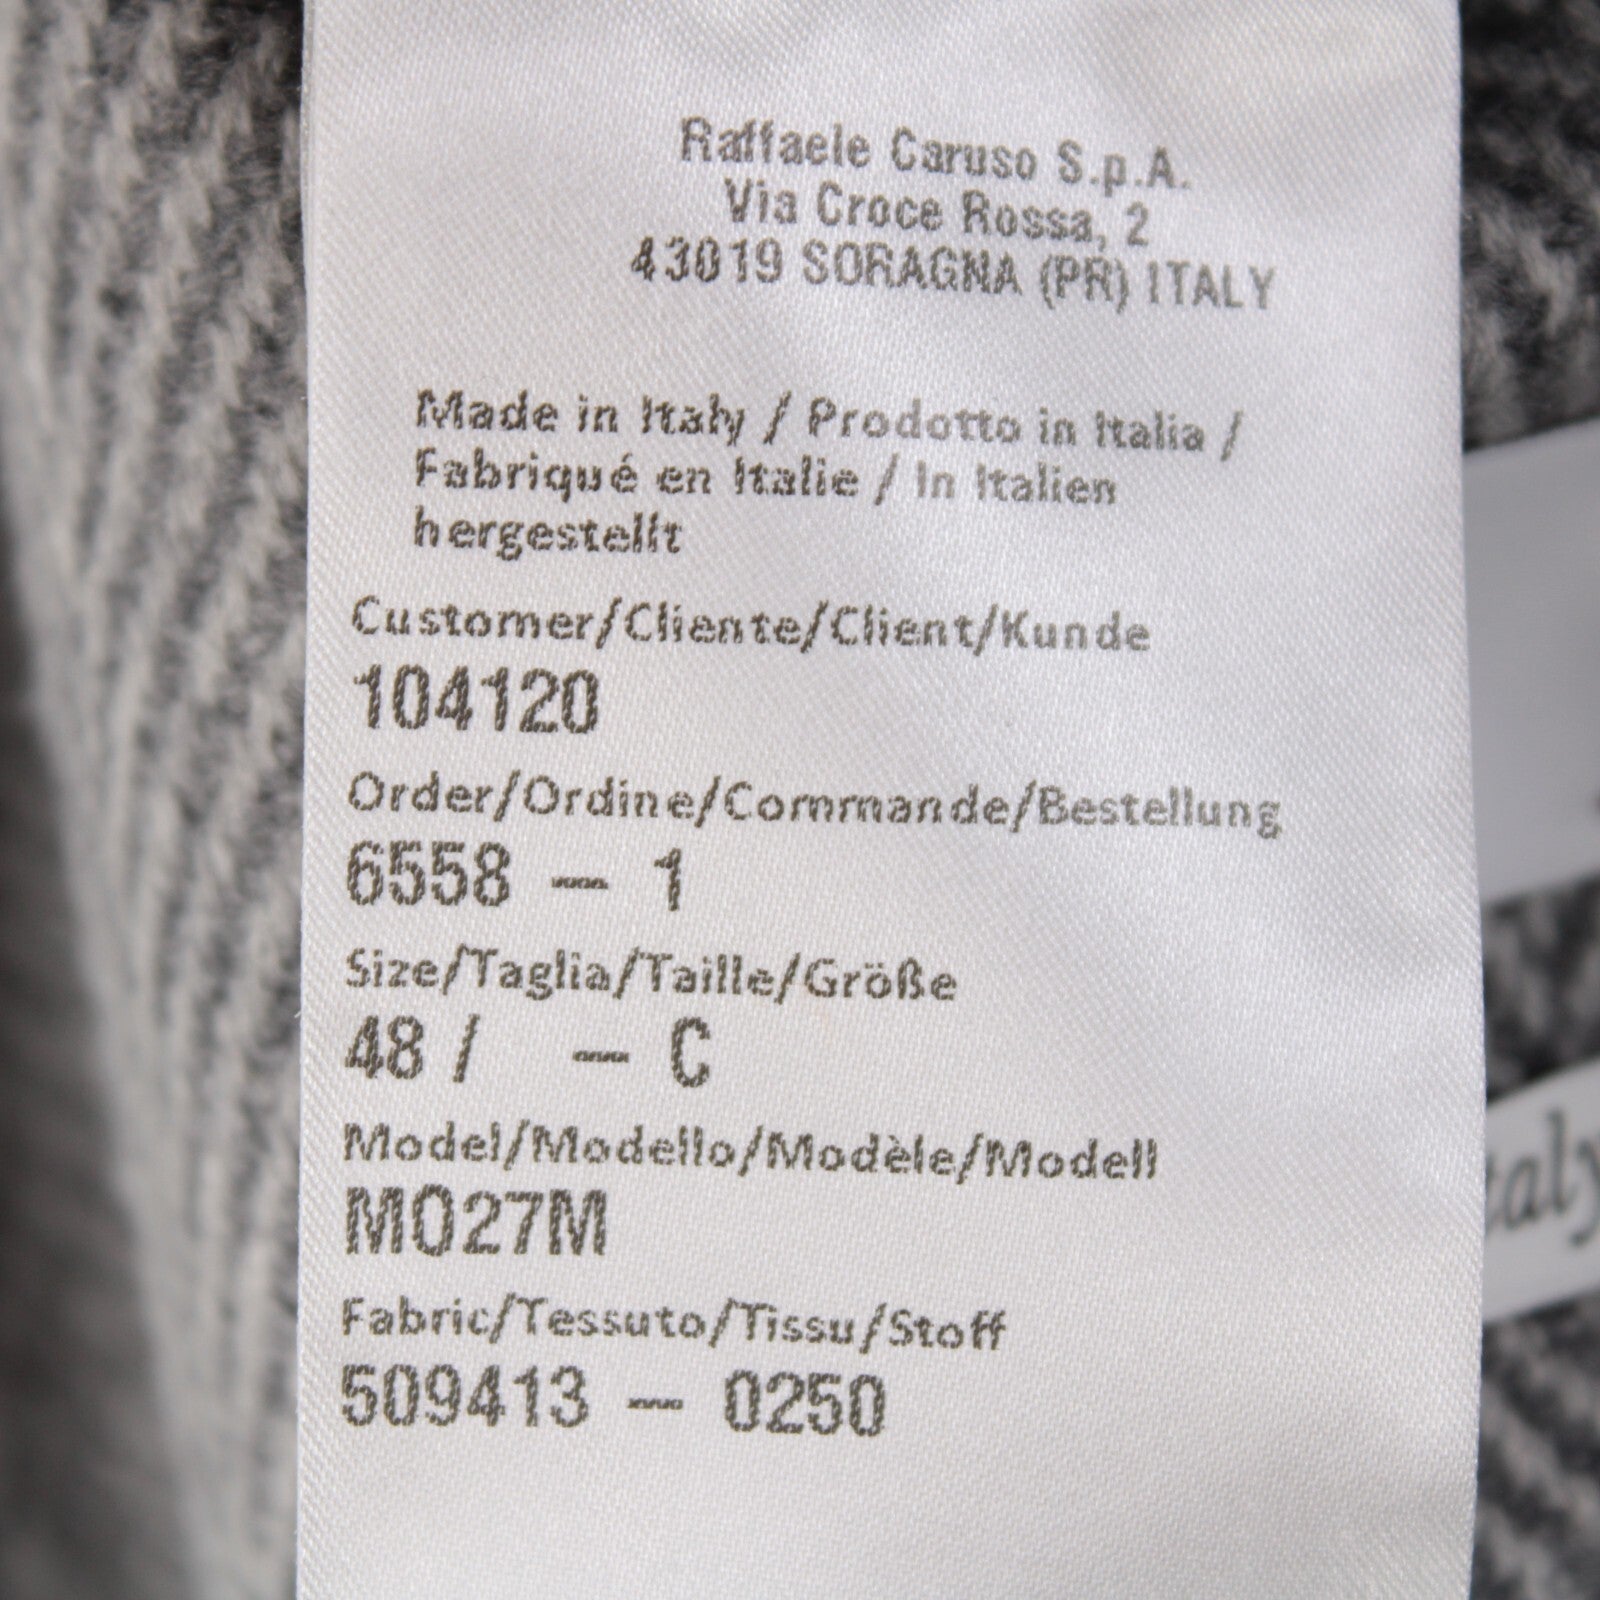 Raffaele Caruso S.p.A.
Via Croce Rossa, 2
43019 SORAGNA (PR) ITALY
Made in Italy / Prodotto in Italia /
Fabriqué en Italie / In Italien
hergestellt
Customer/Cliente/Client/Kunde
104120
Order/Ordine/Commande/Bestellung
6558 – 1
Size/Taglia/Taille/Größe
48 / – C
Model/Modello/Modèle/Modell
MO27M
Fabric/Tessuto/Tissu/Stoff
509413 – 0250